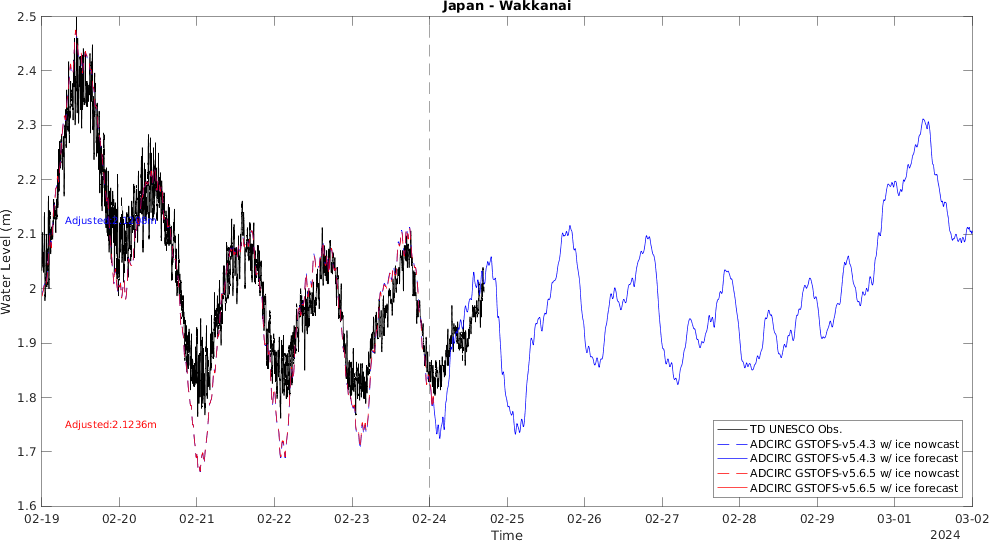 Japan - Wakkanai
2.5
2.4
2.3
2.2
2.1
2
1.9
1.8
1.7
1.6
Water Level (m)
Adjusted:
Adjusted:2.1236m
TD UNESCO Obs.
ADCIRC GSTOFS-v5.4.3 w/ ice nowcast
ADCIRC GSTOFS-v5.4.3 w/ ice forecast
ADCIRC GSTOFS-v5.6.5 w/ ice nowcast
ADCIRC GSTOFS-v5.6.5 w/ ice forecast
02-19 02-20 02-21 02-22 02-23 02-24 02-25 02-26 02-27 02-28 02-29 03-01 03-02
Time
2024